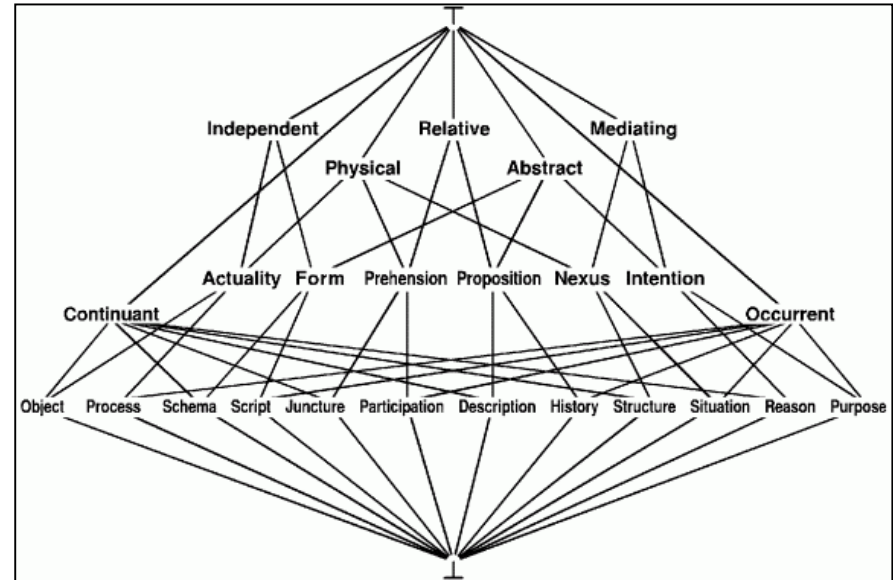 ⊤
Independent Relative Mediating
Physical Abstract
Actuality Form Prehension Proposition Nexus Intention
Continuant Occurrent
Object Process Schema Script Juncture Participation Description History Structure Situation Reason Purpose
⊥